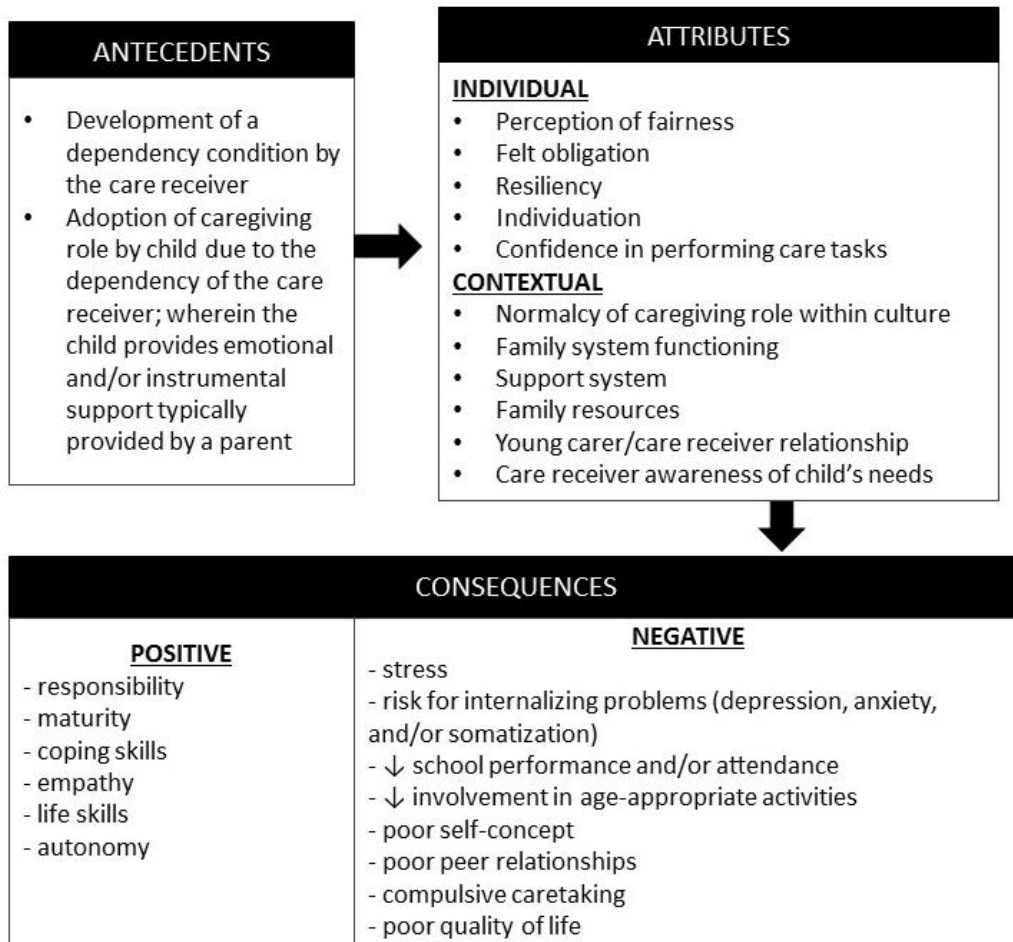 ANTECEDENTS
• Development of a
dependency condition by
the care receiver
• Adoption of caregiving
role by child due to the
dependency of the care
receiver; wherein the
child provides emotional
and/or instrumental
support typically
provided by a parent
ATTRIBUTES
INDIVIDUAL
• Perception of fairness
• Felt obligation
• Resiliency
• Individuation
• Confidence in performing care tasks
CONTEXTUAL
• Normalcy of caregiving role within culture
• Family system functioning
• Support system
• Family resources
• Young carer/care receiver relationship
• Care receiver awareness of child's needs
CONSEQUENCES
POSITIVE
- responsibility
- maturity
- coping skills
- empathy
- life skills
- autonomy
NEGATIVE
- stress
- risk for internalizing problems (depression, anxiety,
and/or somatization)
- ↓ school performance and/or attendance
- ↓ involvement in age-appropriate activities
- poor self-concept
- poor peer relationships
- compulsive caretaking
- poor quality of life